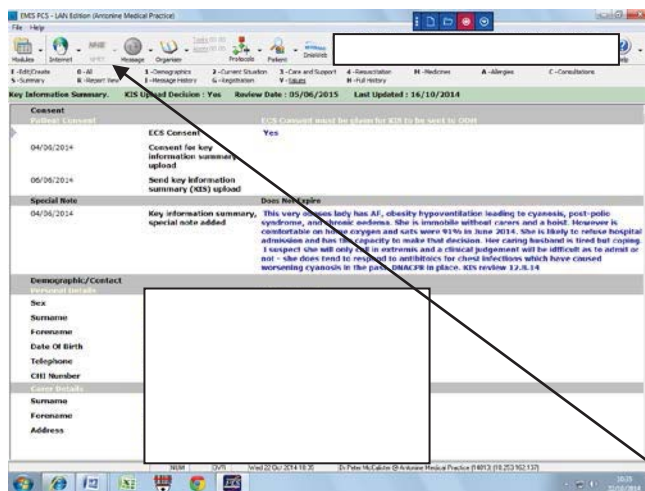 EMIS PCS - LAN Edition (Antonine Medical Practice)
File Help
Modules Internet Message Organiser Protocols Patient
E -Edit/Create 0 -All 1 -Demographics 2 -Current Situation 3 -Care and Support 4 -Resuscitation M -Medicines A -Allergies C -Consultations
S -Summary R -Report View I -Message History G -Registration V -Issues H -Full History
Key Information Summary. KIS Upload Decision : Yes Review Date : 05/06/2015 Last Updated : 16/10/2014
Consent
Patient Consent ECS Consent must be given for KIS to be sent to OOH
ECS Consent Yes
04/06/2014 Consent for key
information summary
upload
06/06/2014 Send key information
summary (KIS) upload
Special Note Does Not Expire
04/06/2014 Key information summary, This very obese lady has AF, obesity hypoventilation leading to cyanosis, post-polio
special note added syndrome, and chronic oedema. She is immobile without carers and a hoist. However is
comfortable on home oxygen and sats were 91% in June 2014. She is likely to refuse hospital
admission and has the capacity to make that decision. Her caring husband is tired but coping.
I suspect she will only call in extremis and a clinical judgement will be difficult as to admit or
not - she does tend to respond to antibiotics for chest infections which have caused
worsening cyanosis in the past. DNACPR in place. KIS review 12.8.14
Demographic/Contact
Personal Details
Sex
Surname
Forename
Date Of Birth
Telephone
CHI Number
Carer Details
Surname
Forename
Address
NUM OVR Wed 22 Oct 2014 10:35 Dr Peter McCalister @ Antonine Medical Practice (14013) (10.253.162.137)
10:35
22/10/2014